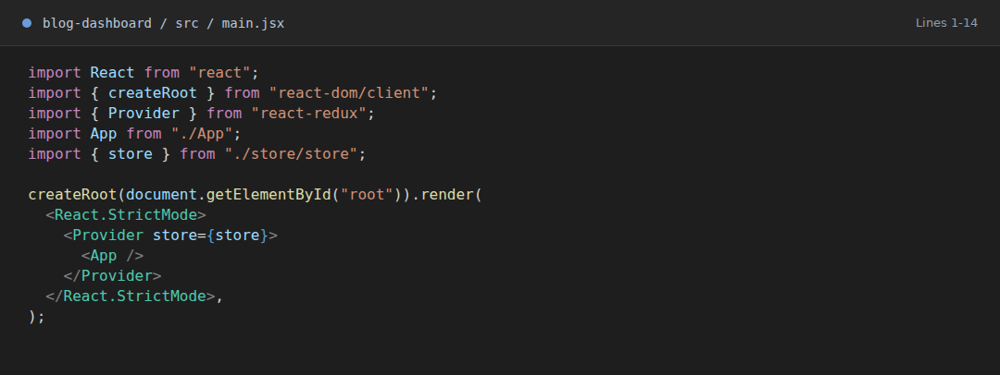 blog-dashboard / src / main.jsx
Lines 1-14
import React from "react";
import { createRoot } from "react-dom/client";
import { Provider } from "react-redux";
import App from "./App";
import { store } from "./store/store";

createRoot(document.getElementById("root")).render(
  <React.StrictMode>
    <Provider store={store}>
      <App />
    </Provider>
  </React.StrictMode>,
);